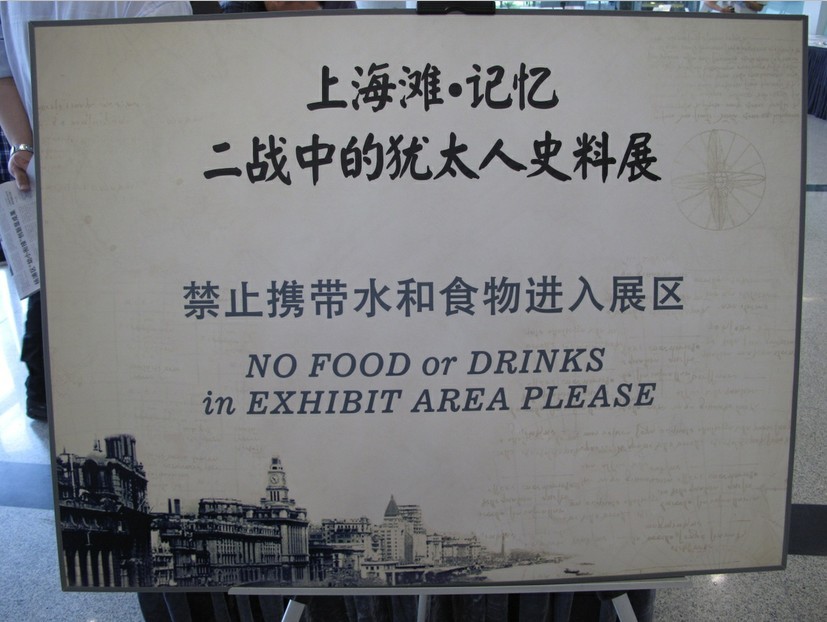 上海滩·记忆
二战中的犹太人史料展
禁止携带水和食物进入展区
NO FOOD or DRINKS
in EXHIBIT AREA PLEASE